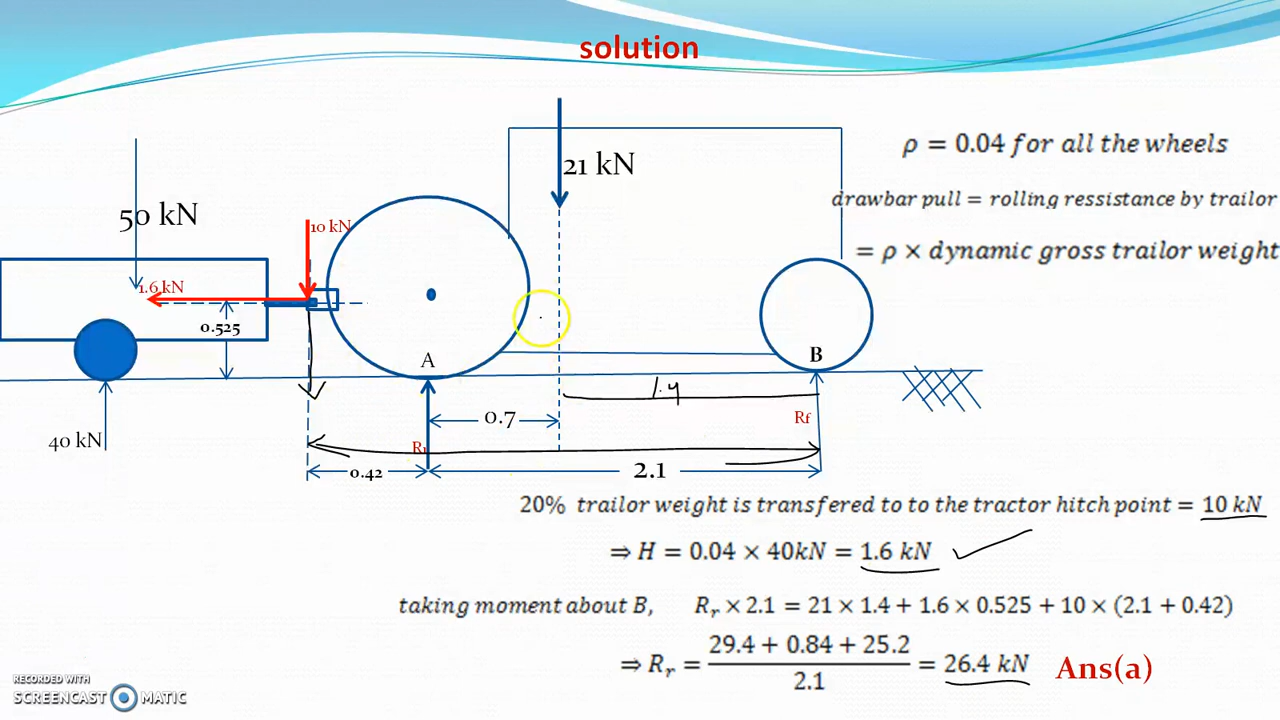 solution
21 kN
ρ = 0.04 for all the wheels
drawbar pull = rolling ressistance by trailor
= ρ × dynamic gross trailor weight
50 kN
10 kN
1.6 kN
0.525
A
B
1.4
0.7
Rf
40 kN
0.42
2.1
20% trailor weight is transfered to to the tractor hitch point = 10 kN
⇒ H = 0.04 × 40kN = 1.6 kN
taking moment about B, Rr × 2.1 = 21 × 1.4 + 1.6 × 0.525 + 10 × (2.1 + 0.42)
⇒ Rr = (29.4 + 0.84 + 25.2)/2.1 = 26.4 kN Ans(a)
RECORDED WITH
SCREENCAST MATIC